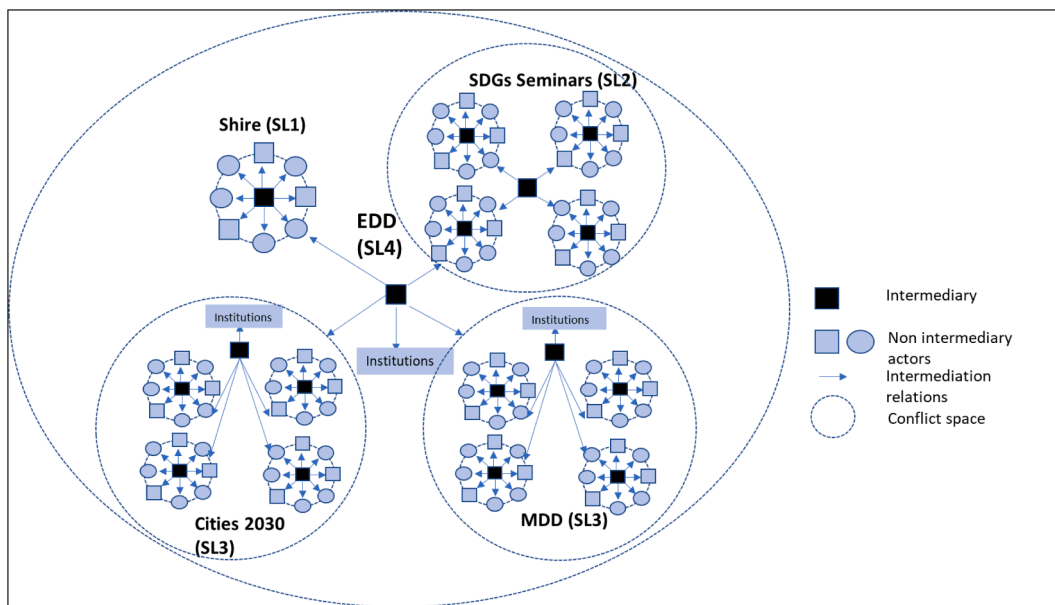 SDGs Seminars (SL2)
Shire (SL1)
EDD
(SL4)
Institutions
Institutions
Institutions
Cities 2030
(SL3)
MDD (SL3)
Intermediary
Non intermediary
actors
Intermediation
relations
Conflict space